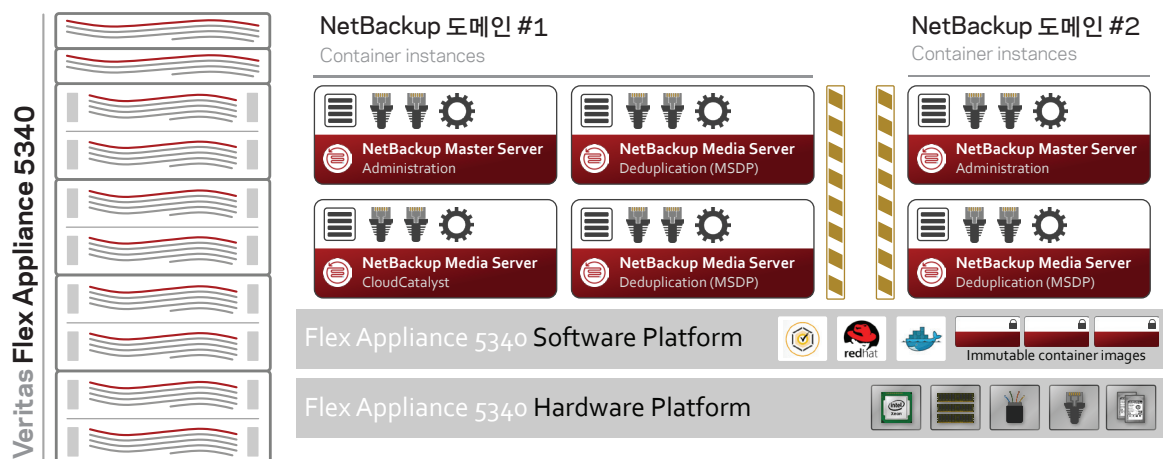 Veritas Flex Appliance 5340
NetBackup 도메인 #1
Container instances
NetBackup 도메인 #2
Container instances
NetBackup Master Server
Administration
NetBackup Media Server
Deduplication (MSDP)
NetBackup Master Server
Administration
NetBackup Media Server
CloudCatalyst
NetBackup Media Server
Deduplication (MSDP)
NetBackup Media Server
Deduplication (MSDP)
Flex Appliance 5340 Software Platform
redhat
Immutable container images
Flex Appliance 5340 Hardware Platform
intel
Xeon